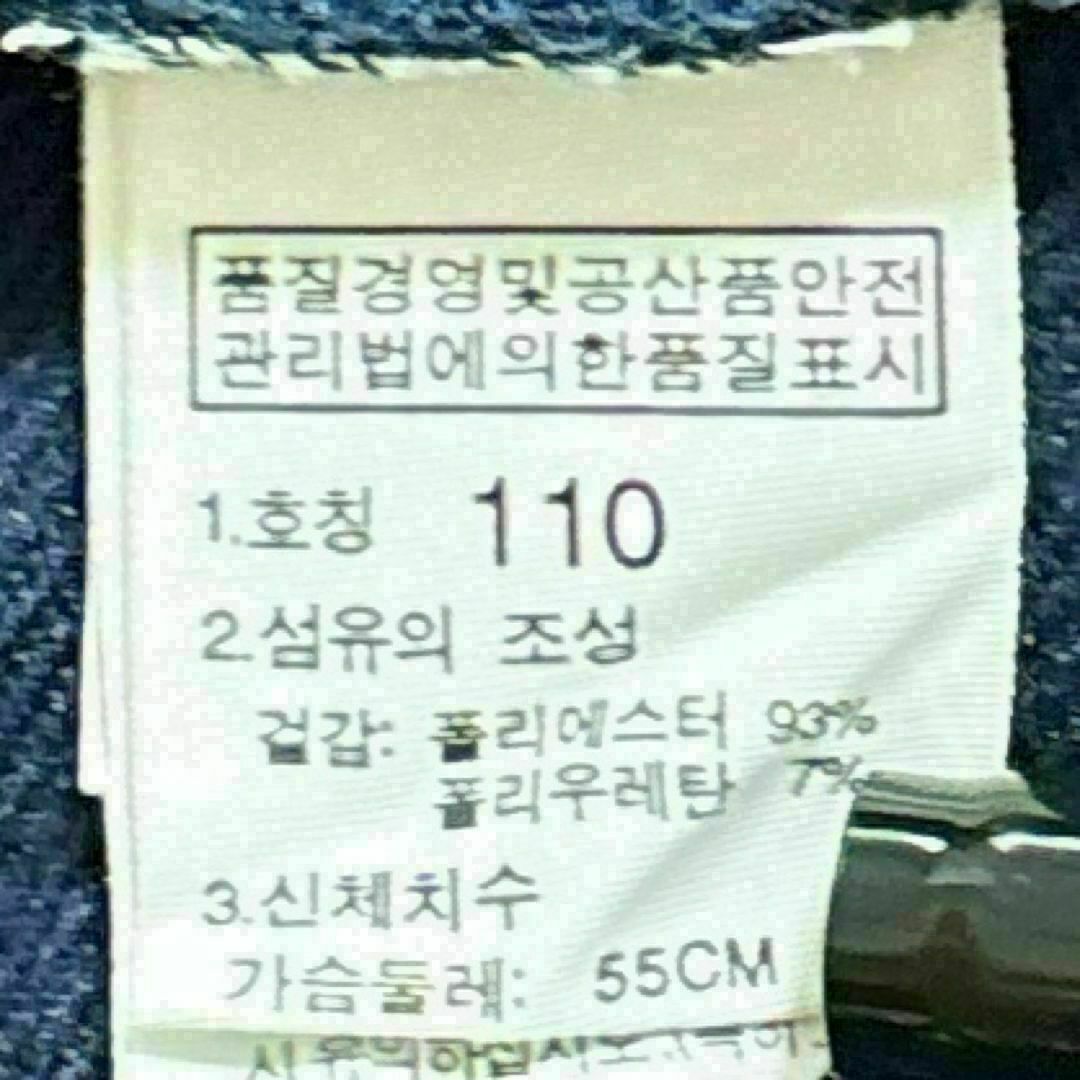 품질경영및공산품안전
관리법에의한품질표시
1.호칭 110
2.섬유의 조성
겉감: 폴리에스터 93%
폴리우레탄 7%
3.신체치수
가슴둘레: 55CM